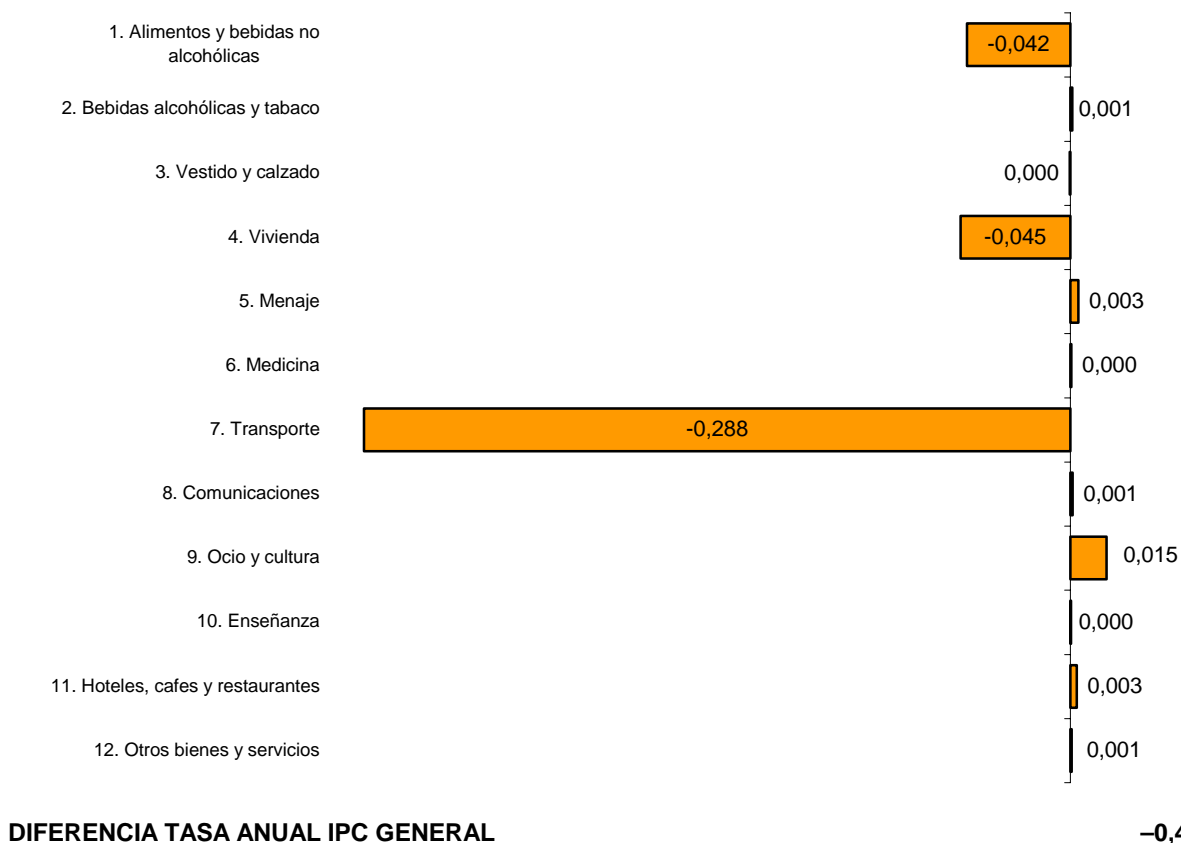 1. Alimentos y bebidas no
alcohólicas
-0,042
2. Bebidas alcohólicas y tabaco
0,001
3. Vestido y calzado
0,000
4. Vivienda
-0,045
5. Menaje
0,003
6. Medicina
0,000
7. Transporte
-0,288
8. Comunicaciones
0,001
9. Ocio y cultura
0,015
10. Enseñanza
0,000
11. Hoteles, cafes y restaurantes
0,003
12. Otros bienes y servicios
0,001
DIFERENCIA TASA ANUAL IPC GENERAL
–0,4